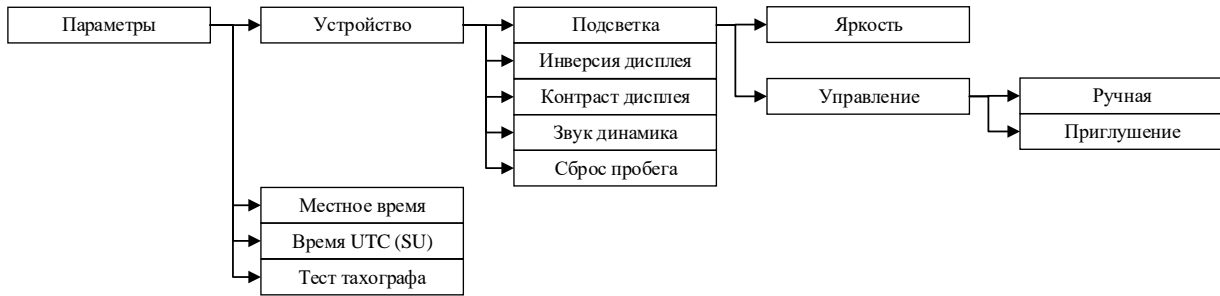 Параметры
Устройство
Подсветка
Яркость
Инверсия дисплея
Контраст дисплея
Управление
Ручная
Звук динамика
Приглушение
Сброс пробега
Местное время
Время UTC (SU)
Тест тахографа